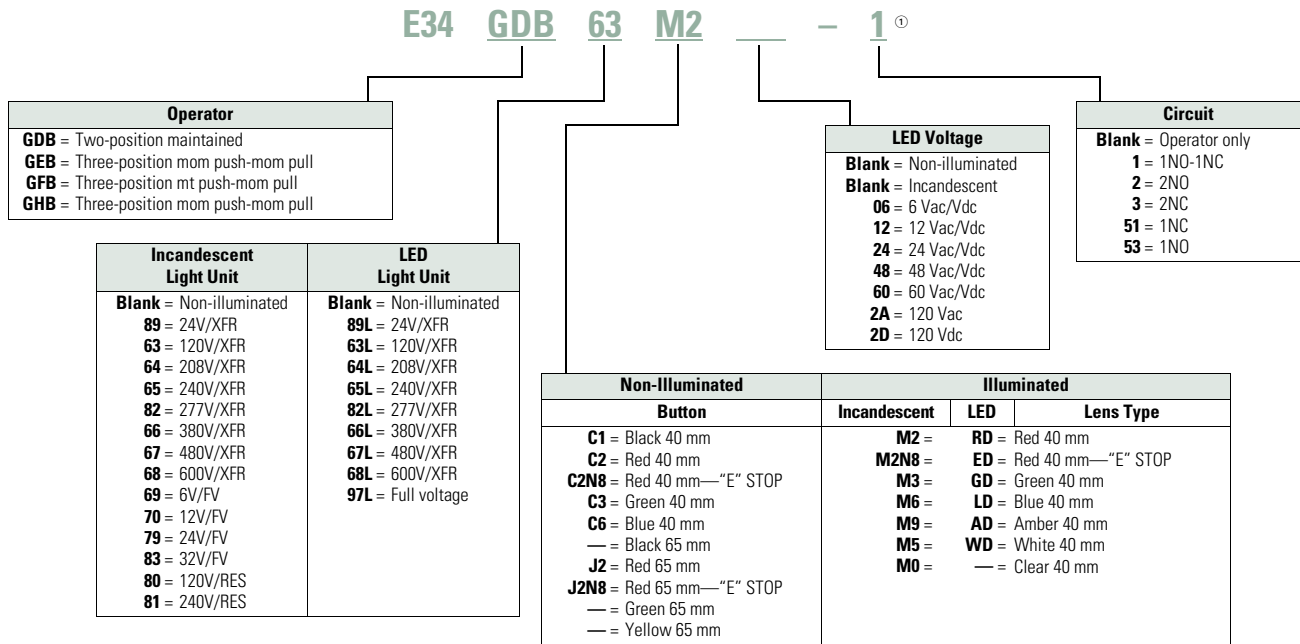 E34 GDB 63 M2 ___ – 1 ①
Operator
GDB = Two-position maintained
GEB = Three-position mom push-mom pull
GFB = Three-position mt push-mom pull
GHB = Three-position mom push-mom pull
Incandescent
Light Unit
Blank = Non-illuminated
89 = 24V/XFR
63 = 120V/XFR
64 = 208V/XFR
65 = 240V/XFR
82 = 277V/XFR
66 = 380V/XFR
67 = 480V/XFR
68 = 600V/XFR
69 = 6V/FV
70 = 12V/FV
79 = 24V/FV
83 = 32V/FV
80 = 120V/RES
81 = 240V/RES
LED
Light Unit
Blank = Non-illuminated
89L = 24V/XFR
63L = 120V/XFR
64L = 208V/XFR
65L = 240V/XFR
82L = 277V/XFR
66L = 380V/XFR
67L = 480V/XFR
68L = 600V/XFR
97L = Full voltage
Non-Illuminated
Button
C1 = Black 40 mm
C2 = Red 40 mm
C2N8 = Red 40 mm—“E” STOP
C3 = Green 40 mm
C6 = Blue 40 mm
— = Black 65 mm
J2 = Red 65 mm
J2N8 = Red 65 mm—“E” STOP
— = Green 65 mm
— = Yellow 65 mm
Illuminated
Incandescent LED Lens Type
M2 = RD = Red 40 mm
M2N8 = ED = Red 40 mm—“E” STOP
M3 = GD = Green 40 mm
M6 = LD = Blue 40 mm
M9 = AD = Amber 40 mm
M5 = WD = White 40 mm
M0 = — = Clear 40 mm
LED Voltage
Blank = Non-illuminated
Blank = Incandescent
06 = 6 Vac/Vdc
12 = 12 Vac/Vdc
24 = 24 Vac/Vdc
48 = 48 Vac/Vdc
60 = 60 Vac/Vdc
2A = 120 Vac
2D = 120 Vdc
Circuit
Blank = Operator only
1 = 1NO-1NC
2 = 2NO
3 = 2NC
51 = 1NC
53 = 1NO